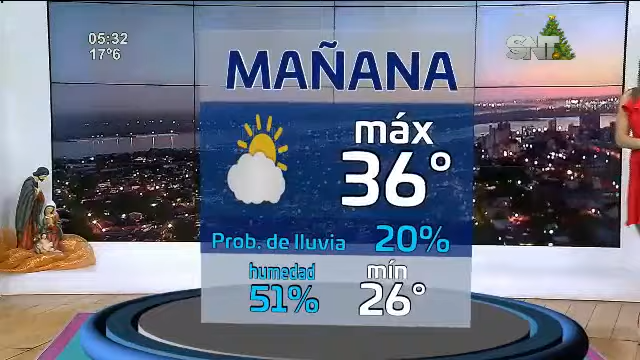 05:32
17°6
SNT
MAÑANA
máx
36°
Prob. de lluvia 20%
humedad
51%
mín
26°